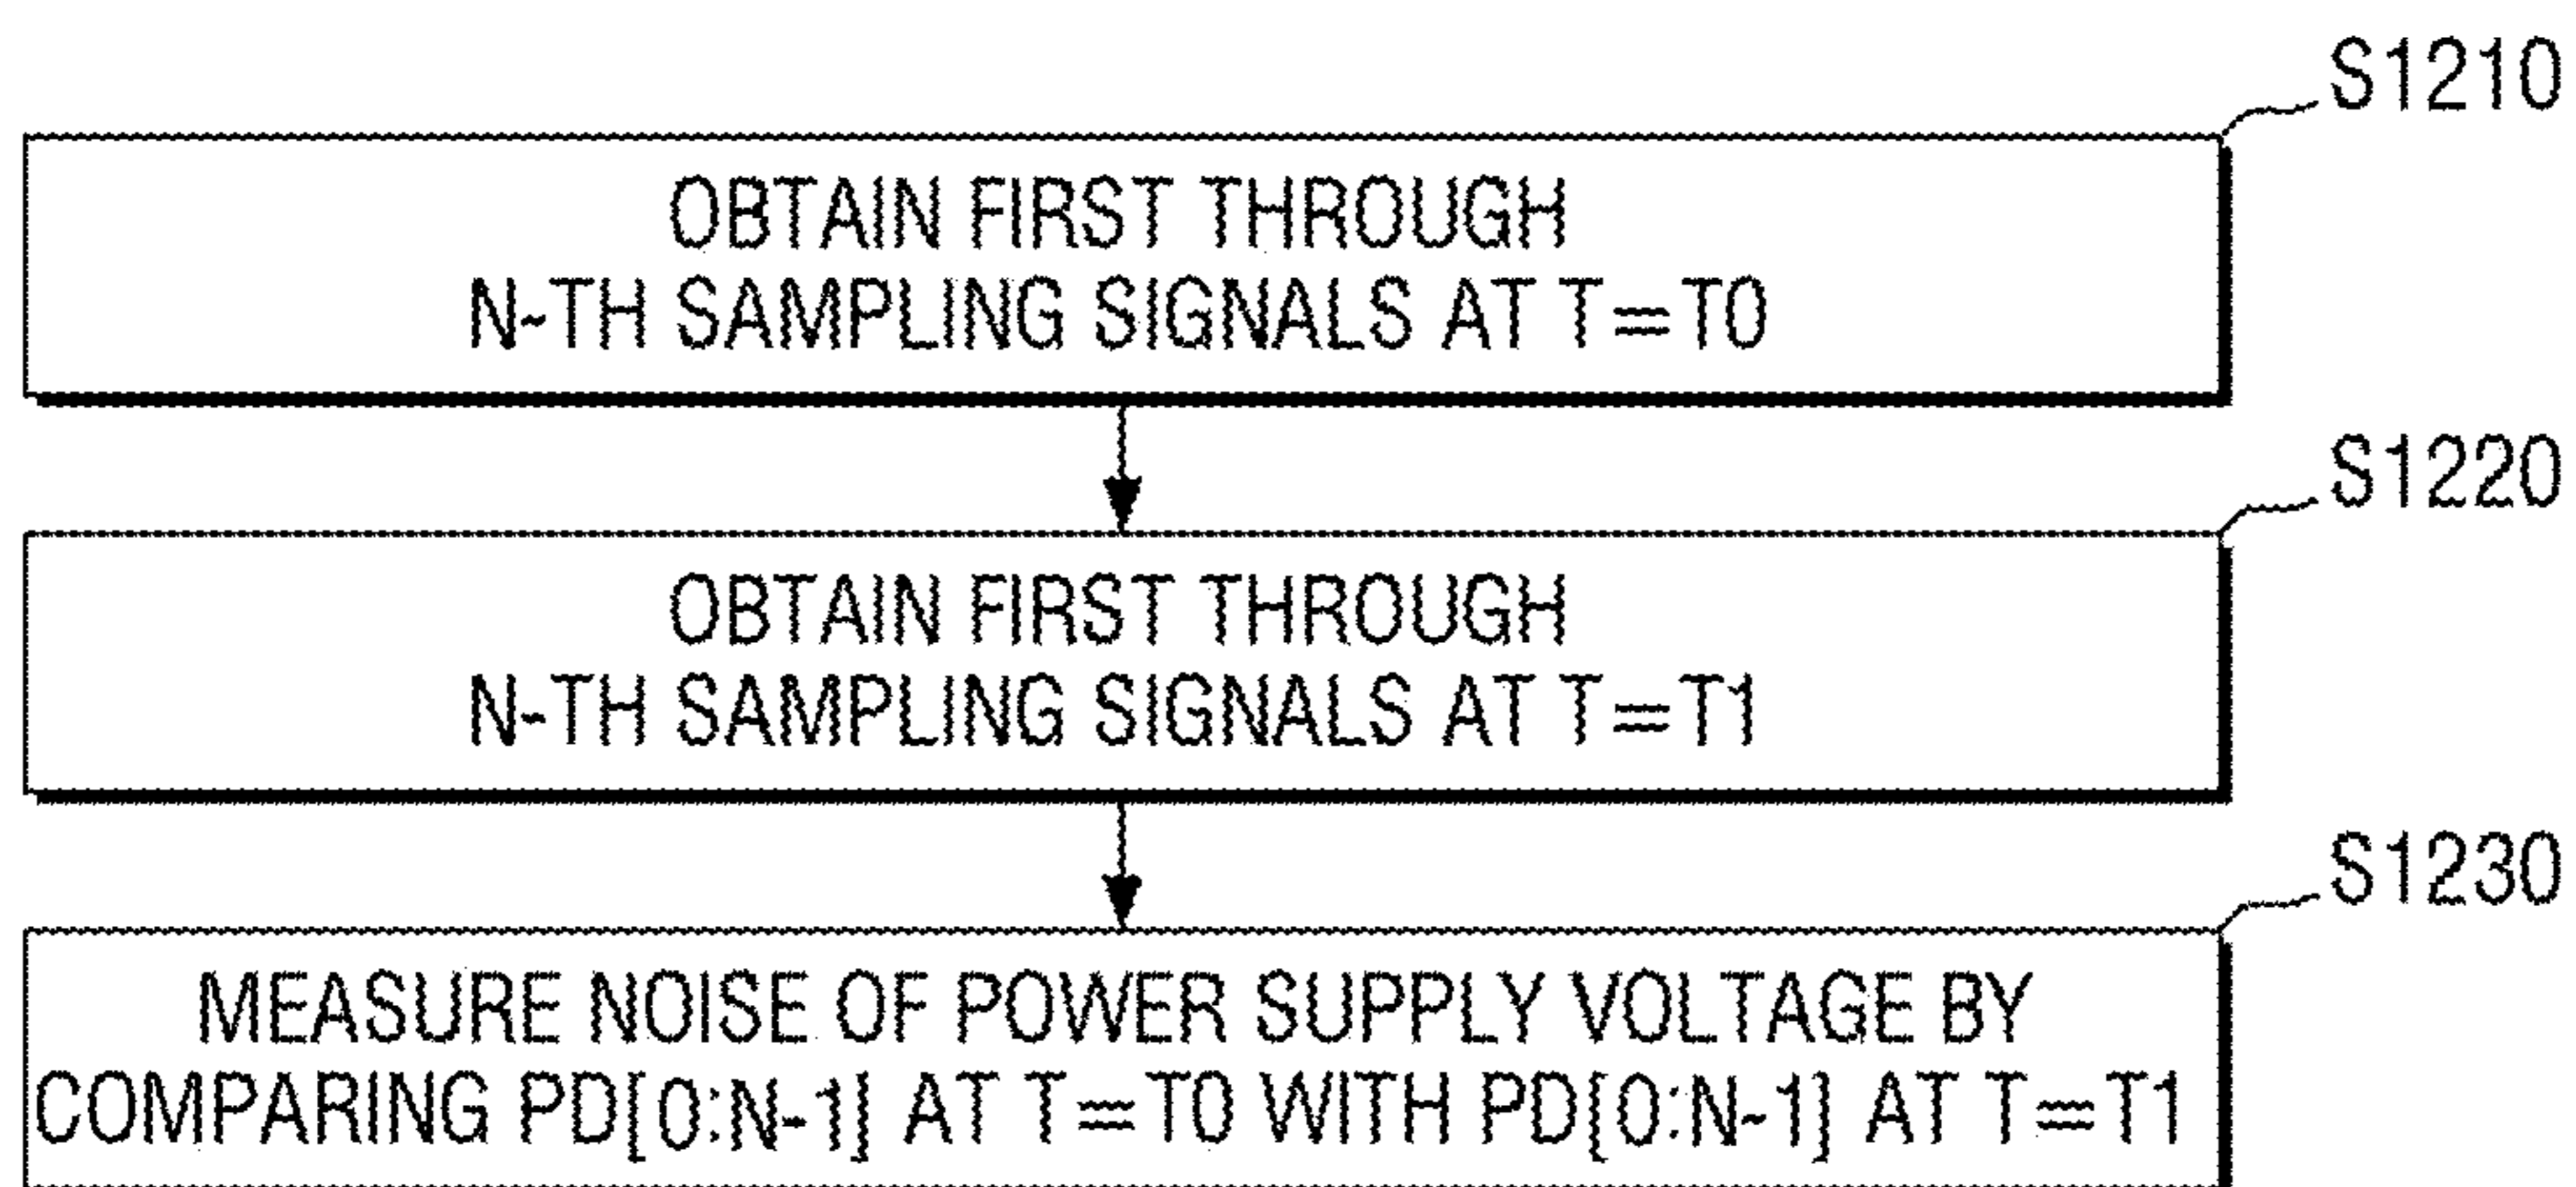 S1210
OBTAIN FIRST THROUGH
N-TH SAMPLING SIGNALS AT T=T0
S1220
OBTAIN FIRST THROUGH
N-TH SAMPLING SIGNALS AT T=T1
S1230
MEASURE NOISE OF POWER SUPPLY VOLTAGE BY
COMPARING PD[0:N-1] AT T=T0 WITH PD[0:N-1] AT T=T1